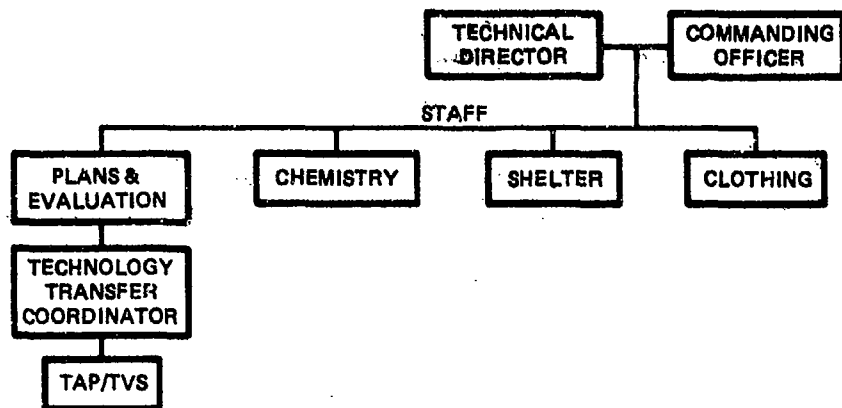 TECHNICAL
DIRECTOR
COMMANDING
OFFICER
STAFF
PLANS &
EVALUATION
CHEMISTRY
SHELTER
CLOTHING
TECHNOLOGY
TRANSFER
COORDINATOR
TAP/TVS